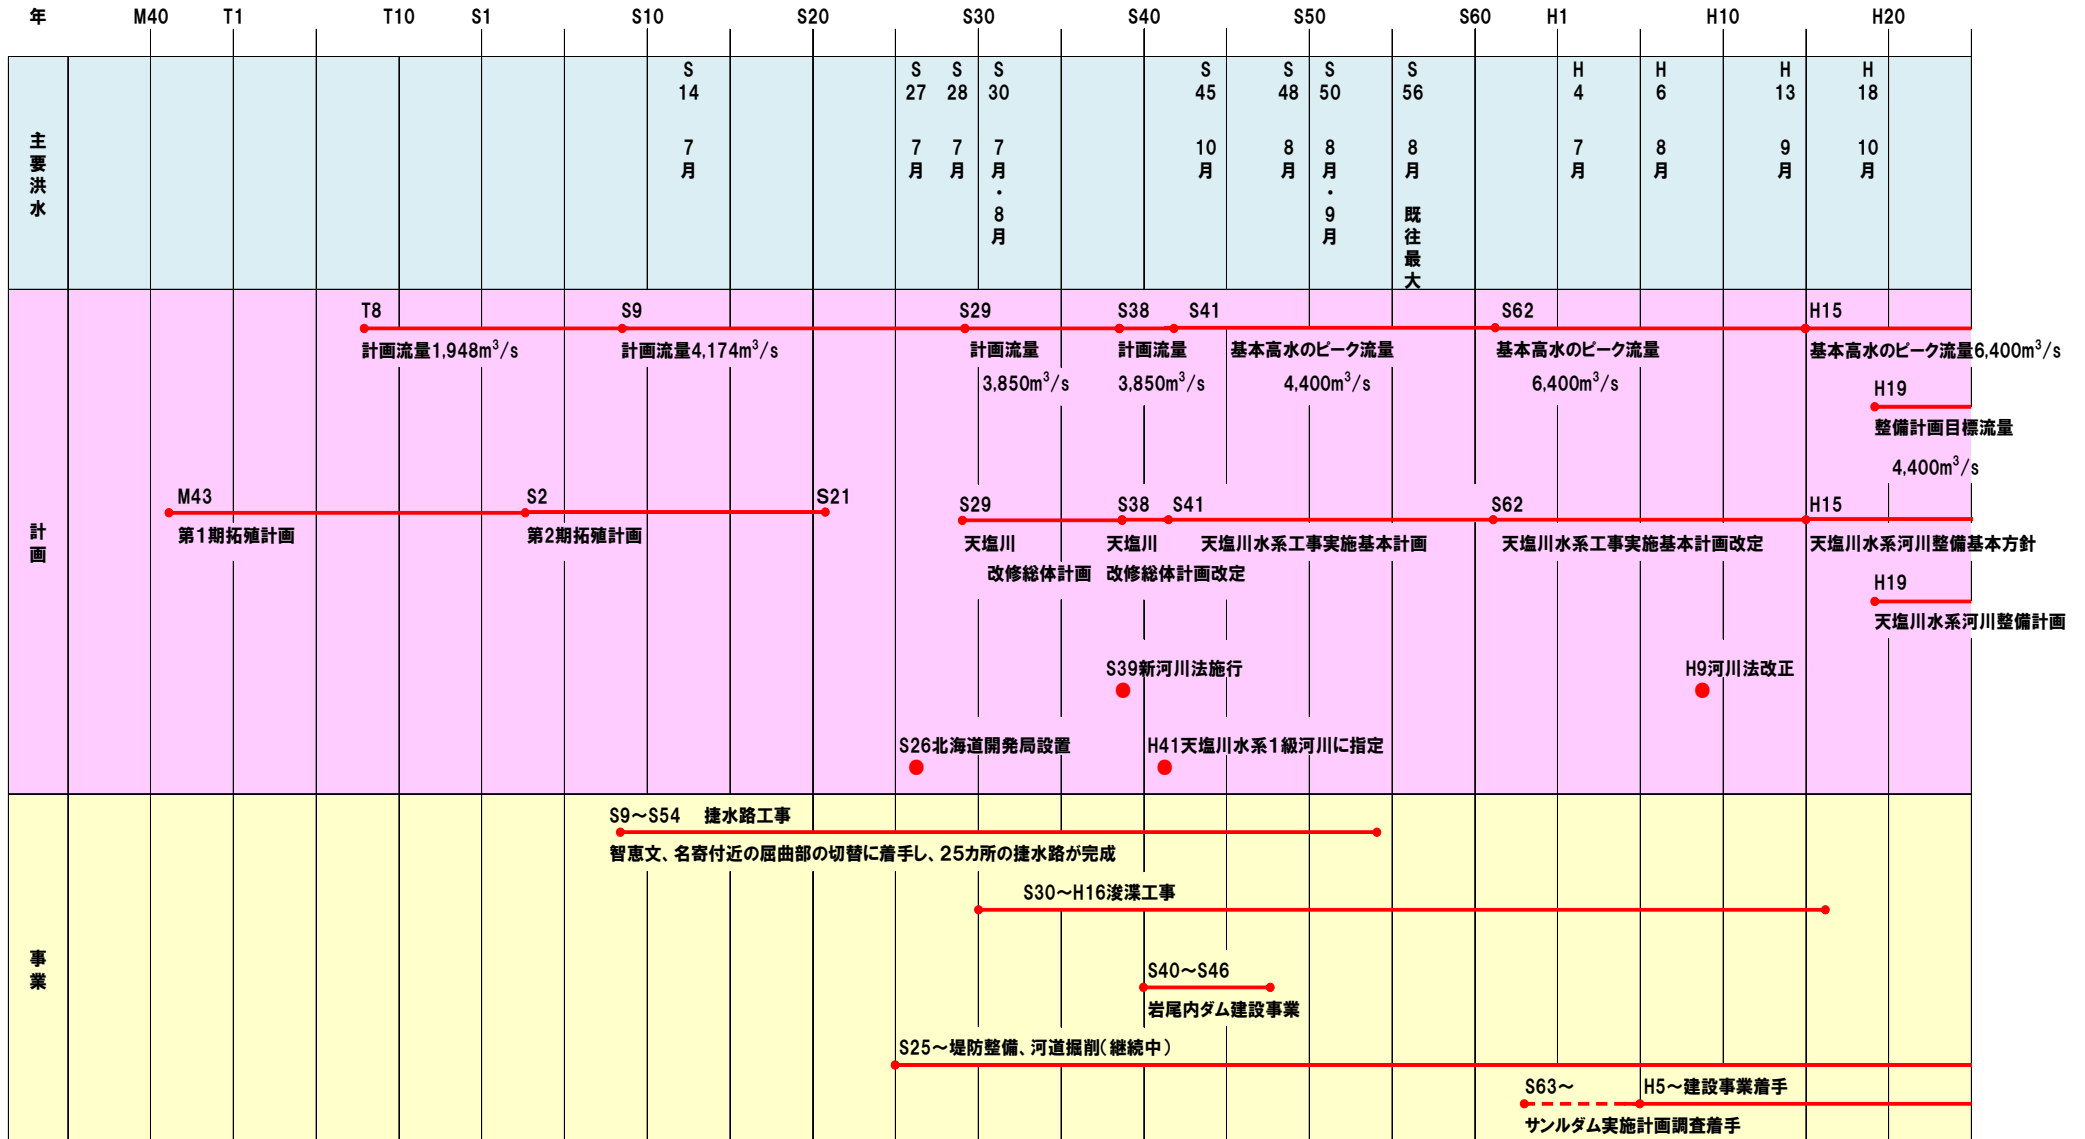 年 M40 T1 T10 S1 S10 S20 S30 S40 S50 S60 H1 H10 H20
主要洪水
S14 7月
S27 7月
S28 7月
S30 7月・8月
S45 10月
S48 8月
S50 8月・9月
S56 8月 既往最大
H4 7月
H6 8月
H13 9月
H18 10月
計画
T8
計画流量1,948m³/s
S9
計画流量4,174m³/s
S29
計画流量
3,850m³/s
S38
計画流量
3,850m³/s
S41
基本高水のピーク流量
4,400m³/s
S62
基本高水のピーク流量
6,400m³/s
H15
基本高水のピーク流量6,400m³/s
H19
整備計画目標流量
4,400m³/s
M43
第1期拓殖計画
S2
第2期拓殖計画
S21
S29
天塩川
改修総体計画
S38
天塩川
改修総体計画改定
S41
天塩川水系工事実施基本計画
S62
天塩川水系工事実施基本計画改定
H15
天塩川水系河川整備基本方針
H19
天塩川水系河川整備計画
S39新河川法施行
H9河川法改正
S26北海道開発局設置
H41天塩川水系1級河川に指定
事業
S9～S54 捷水路工事
智恵文、名寄付近の屈曲部の切替に着手し、25カ所の捷水路が完成
S30～H16浚渫工事
S40～S46
岩尾内ダム建設事業
S25～堤防整備、河道掘削（継続中）
S63～
H5～建設事業着手
サンルダム実施計画調査着手